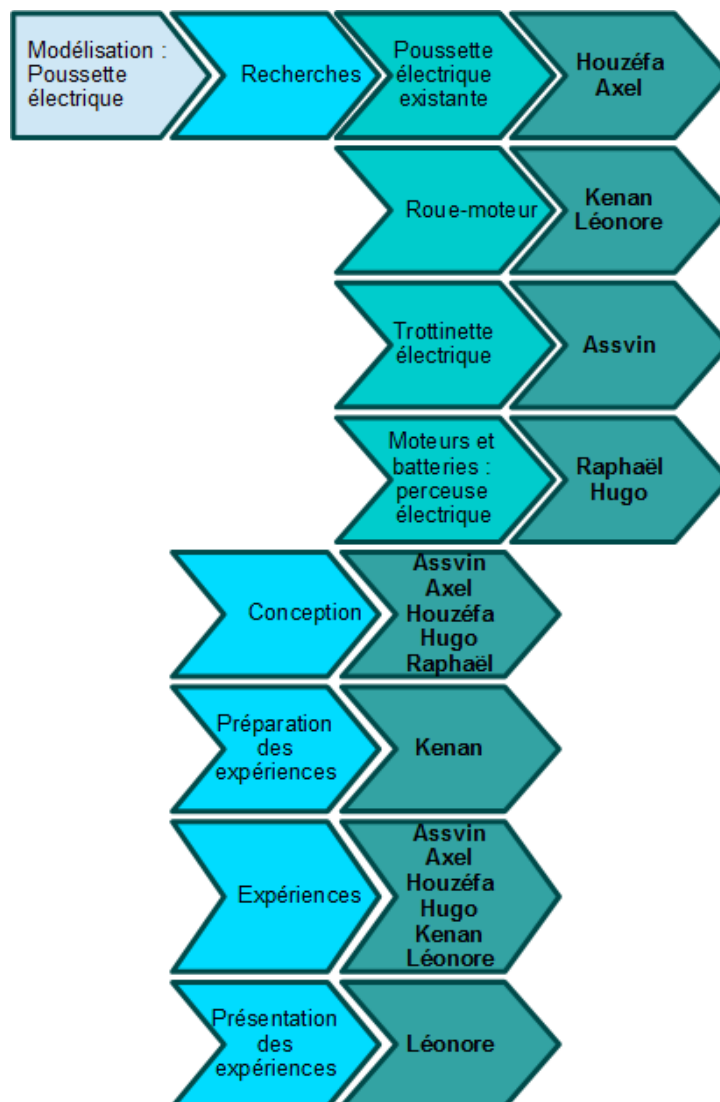 Modélisation :
Poussette
électrique
Recherches
Poussette
électrique
existante
Houzéfa
Axel
Roue-moteur
Kenan
Léonore
Trottinette
électrique
Assvin
Moteurs et
batteries :
perceuse
électrique
Raphaël
Hugo
Conception
Assvin
Axel
Houzéfa
Hugo
Raphaël
Préparation
des
expériences
Kenan
Expériences
Assvin
Axel
Houzéfa
Hugo
Kenan
Léonore
Présentation
des
expériences
Léonore